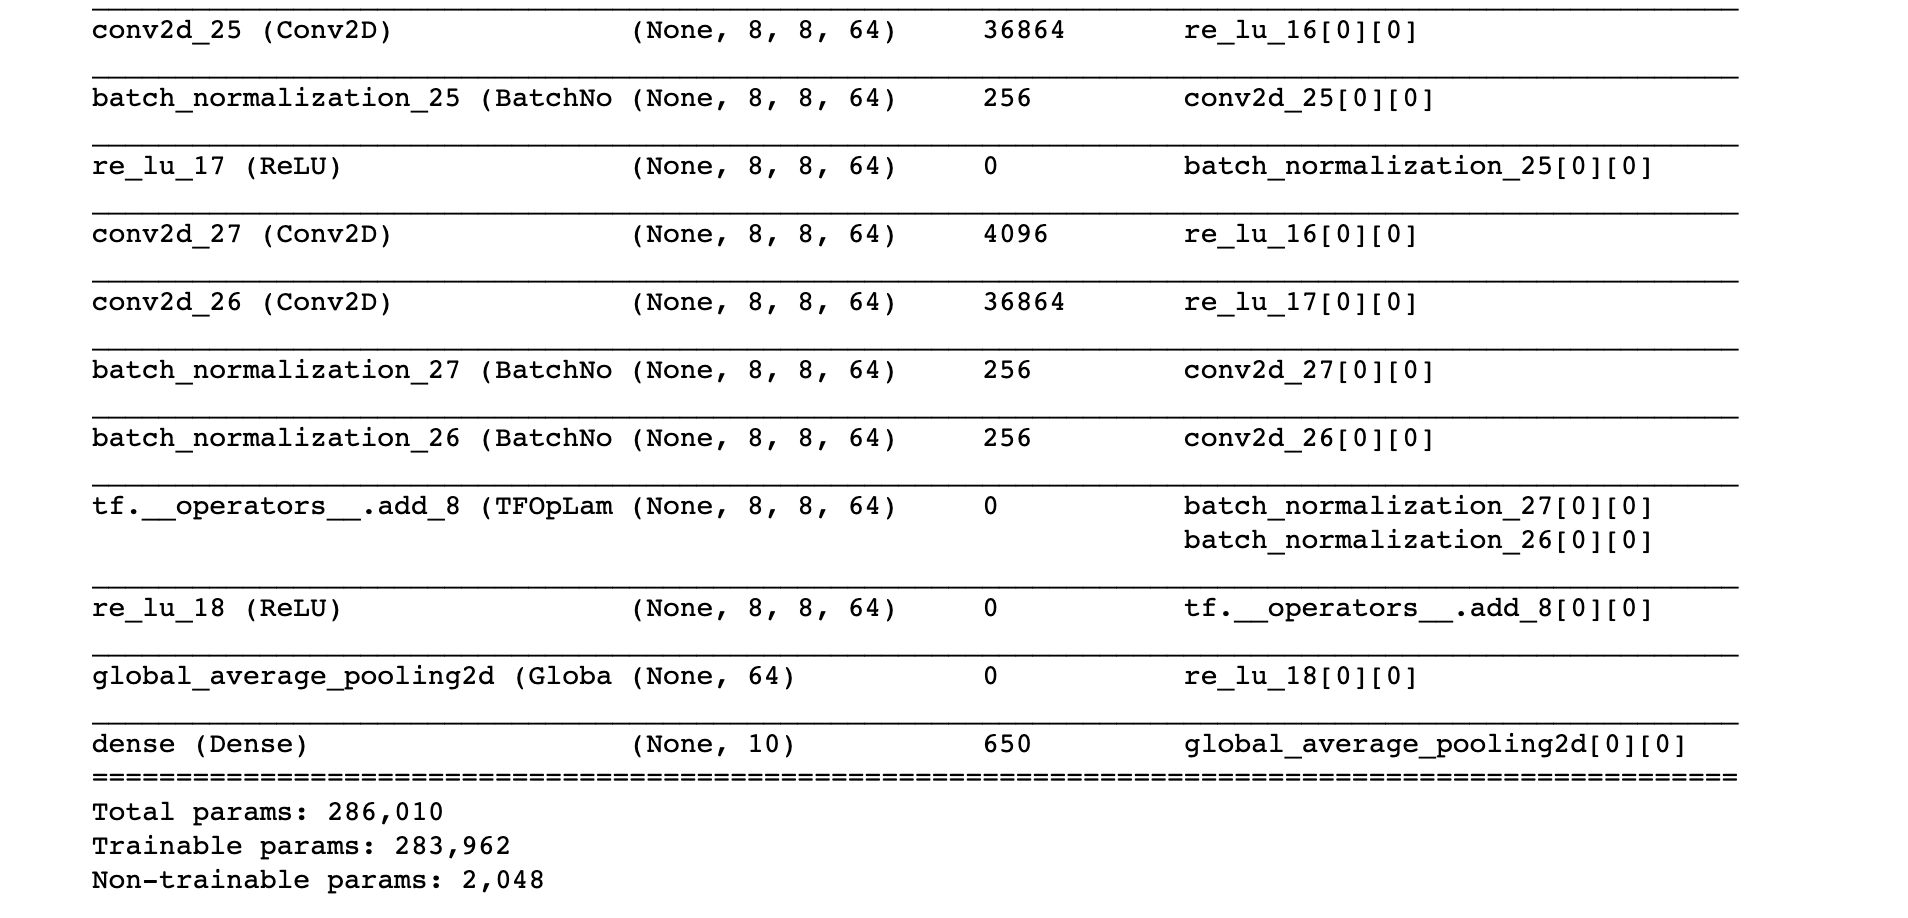 conv2d_25 (Conv2D) (None, 8, 8, 64) 36864 re_lu_16[0][0]
batch_normalization_25 (BatchNo (None, 8, 8, 64) 256 conv2d_25[0][0]
re_lu_17 (ReLU) (None, 8, 8, 64) 0 batch_normalization_25[0][0]
conv2d_27 (Conv2D) (None, 8, 8, 64) 4096 re_lu_16[0][0]
conv2d_26 (Conv2D) (None, 8, 8, 64) 36864 re_lu_17[0][0]
batch_normalization_27 (BatchNo (None, 8, 8, 64) 256 conv2d_27[0][0]
batch_normalization_26 (BatchNo (None, 8, 8, 64) 256 conv2d_26[0][0]
tf.__operators__.add_8 (TFOpLam (None, 8, 8, 64) 0 batch_normalization_27[0][0]
batch_normalization_26[0][0]
re_lu_18 (ReLU) (None, 8, 8, 64) 0 tf.__operators__.add_8[0][0]
global_average_pooling2d (Globa (None, 64) 0 re_lu_18[0][0]
dense (Dense) (None, 10) 650 global_average_pooling2d[0][0]
==================================================================================================
Total params: 286,010
Trainable params: 283,962
Non-trainable params: 2,048